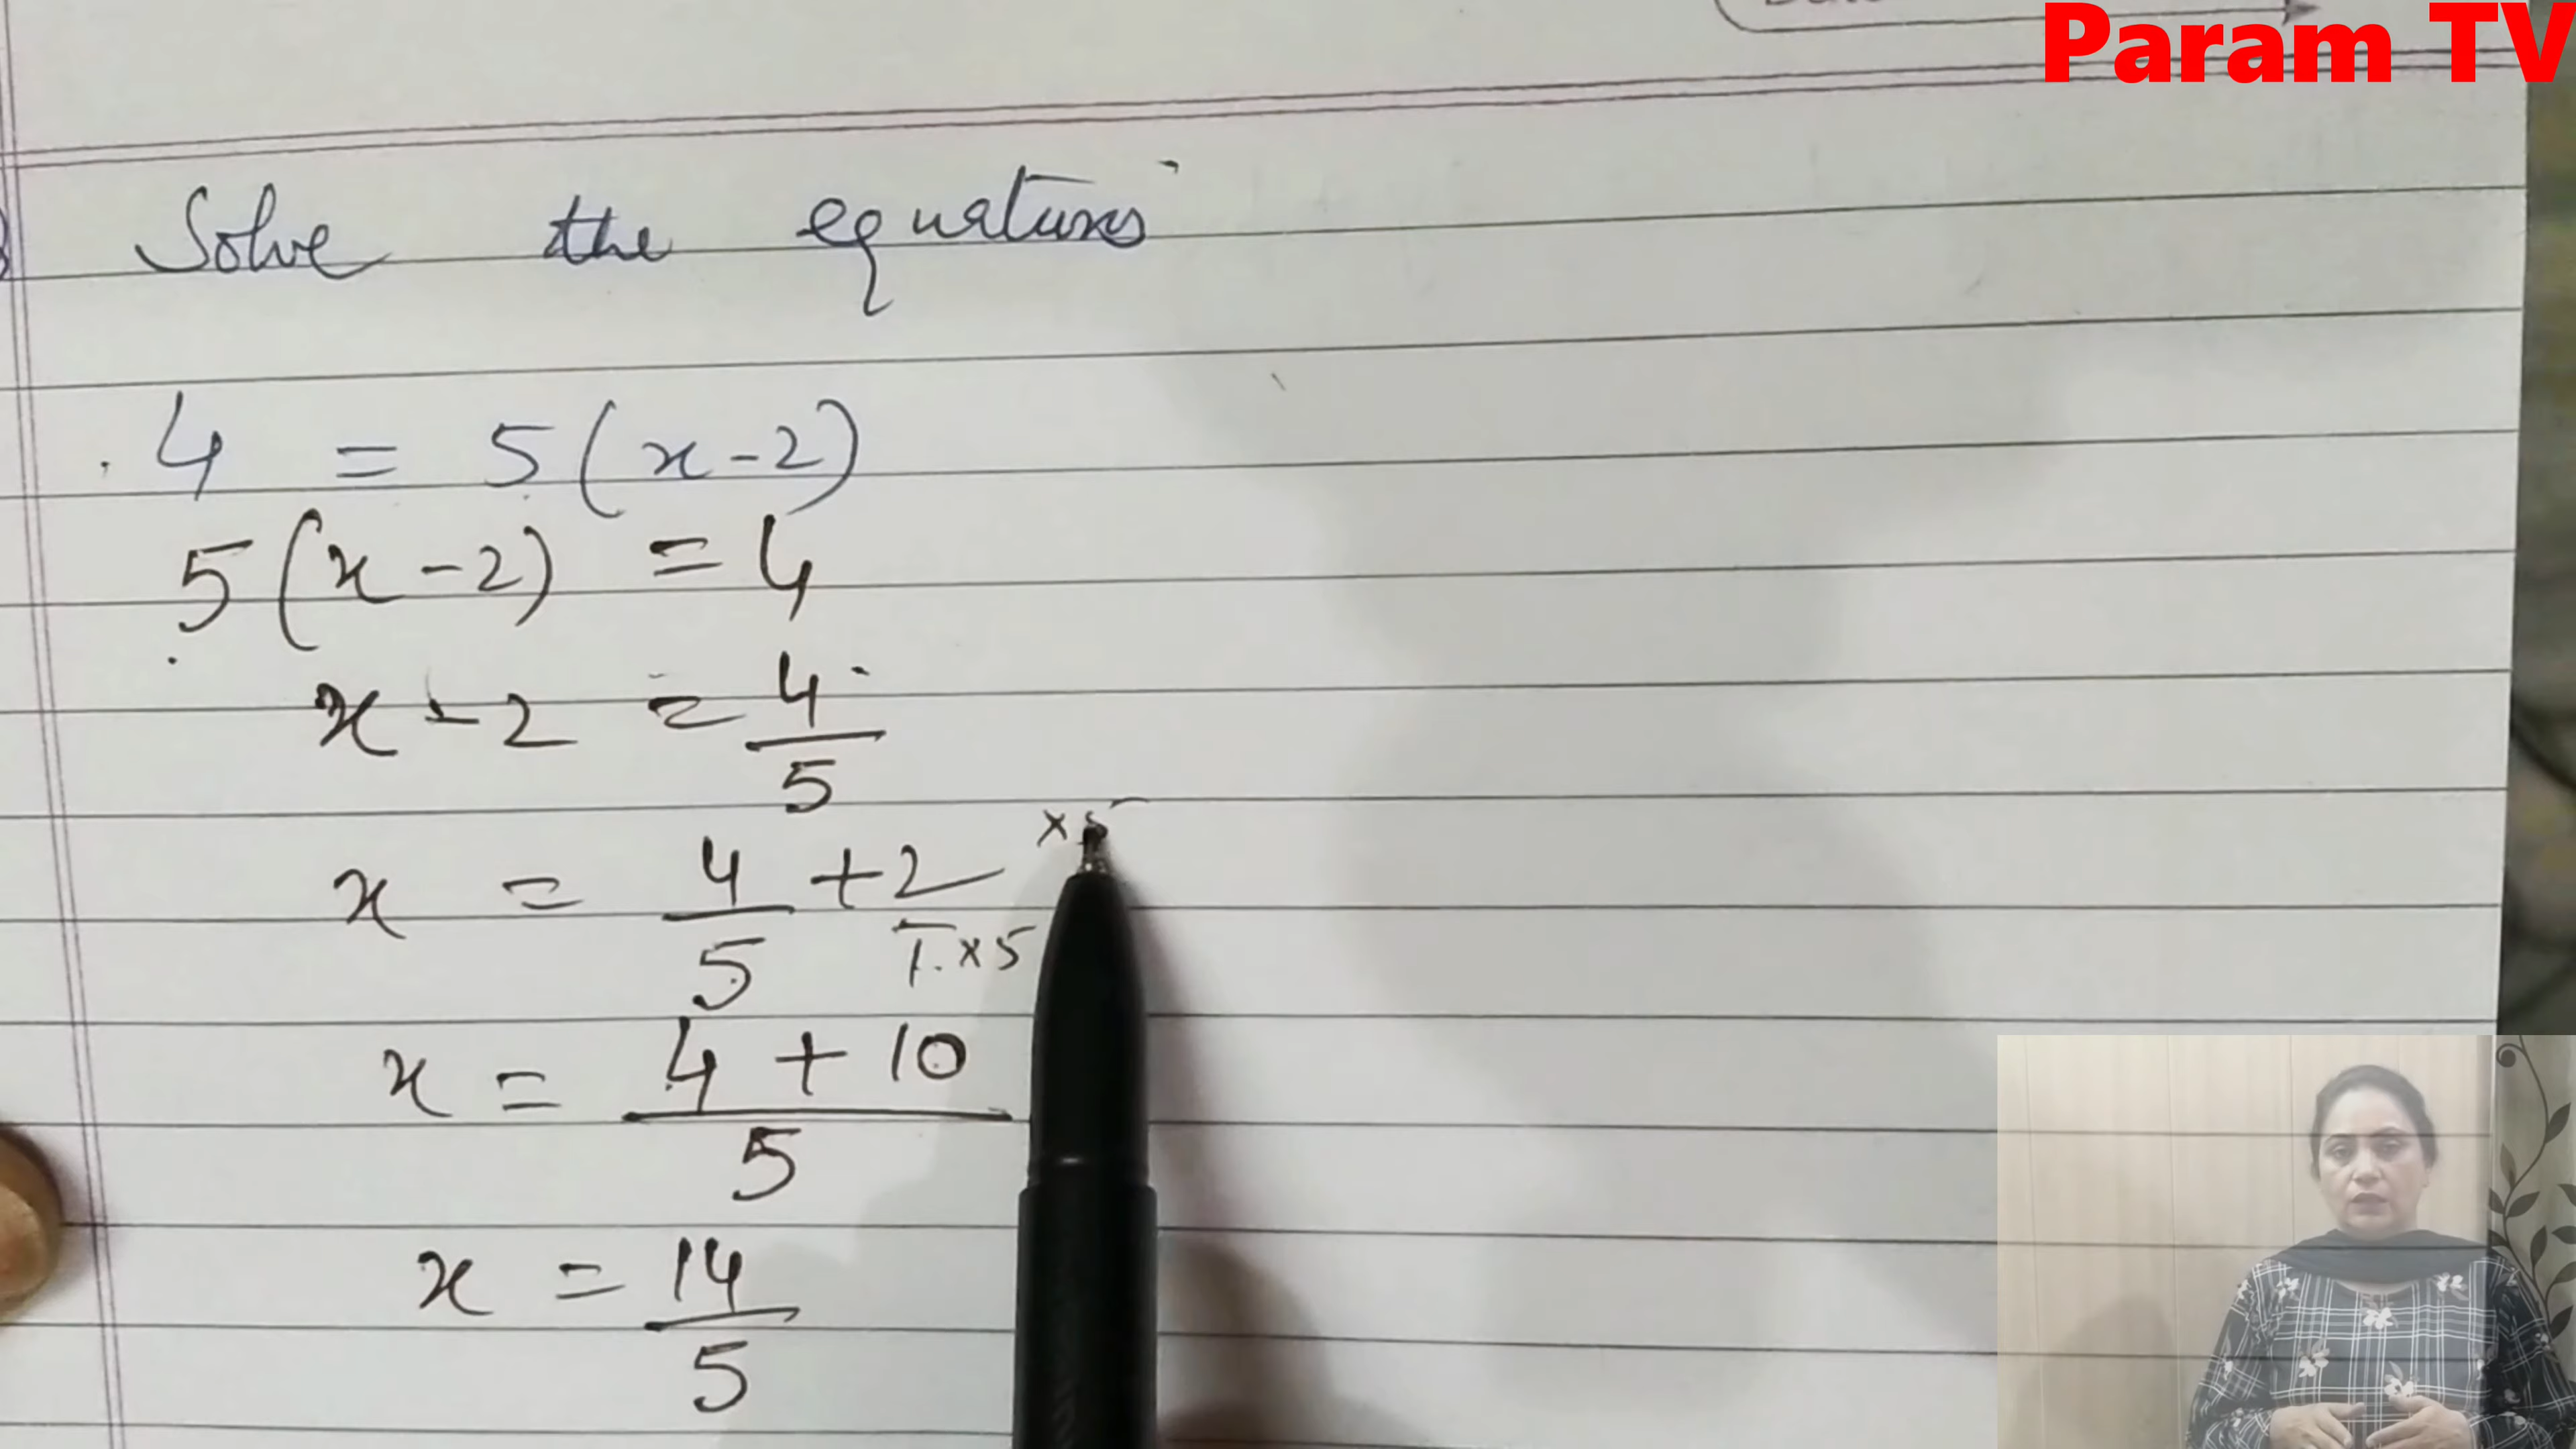 Param TV
Solve the equations
4 = 5(x-2)
5(x-2) = 4
x - 2 = 4/5
x = 4/5 + 2/1 ×5 ×5
x = 4 + 10 / 5
x = 14/5